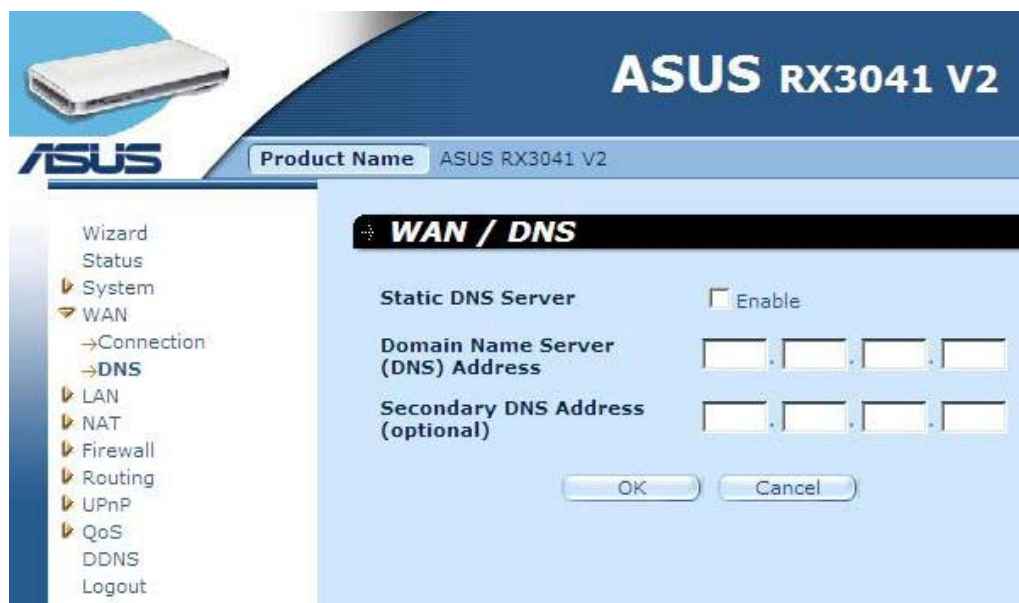 ASUS RX3041 V2
ASUS
Product Name ASUS RX3041 V2
Wizard
Status
System
WAN
→Connection
→DNS
LAN
NAT
Firewall
Routing
UPnP
QoS
DDNS
Logout
WAN / DNS
Static DNS Server Enable
Domain Name Server
(DNS) Address . . .
Secondary DNS Address
(optional) . . .
OK Cancel